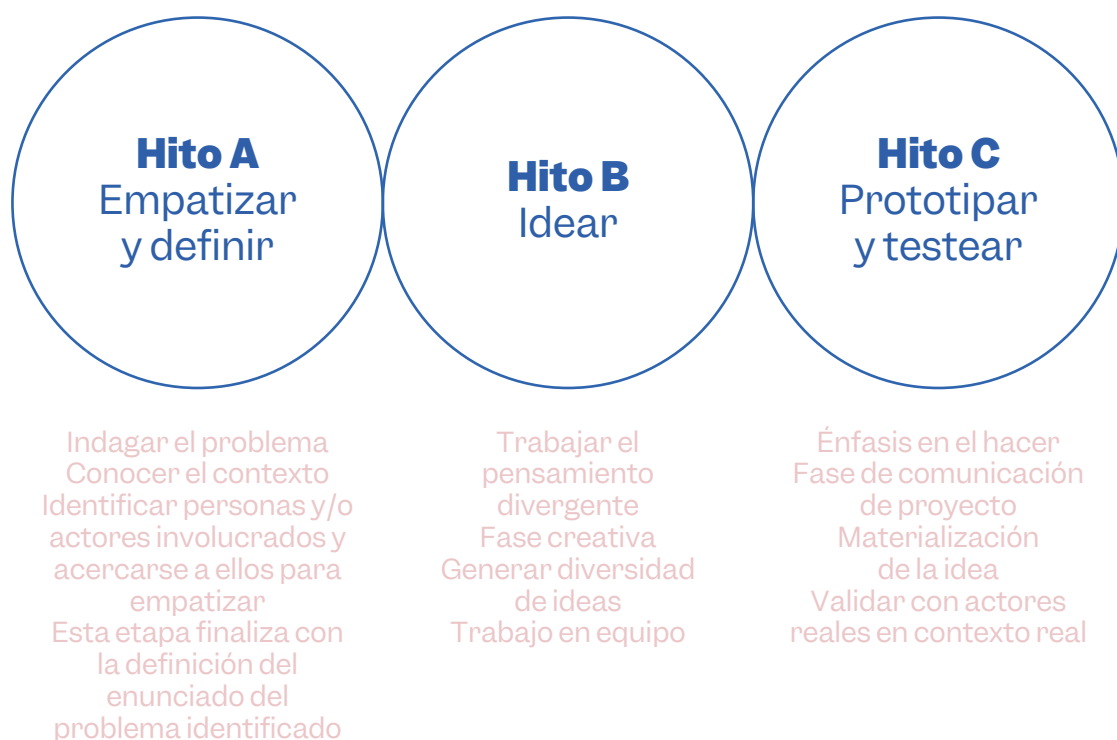 Hito A
Empatizar
y definir
Hito B
Idear
Hito C
Prototipar
y testear
Indagar el problema
Conocer el contexto
Identificar personas y/o
actores involucrados y
acercarse a ellos para
empatizar
Esta etapa finaliza con
la definición del
enunciado del
problema identificado
Trabajar el
pensamiento
divergente
Fase creativa
Generar diversidad
de ideas
Trabajo en equipo
Énfasis en el hacer
Fase de comunicación
de proyecto
Materialización
de la idea
Validar con actores
reales en contexto real